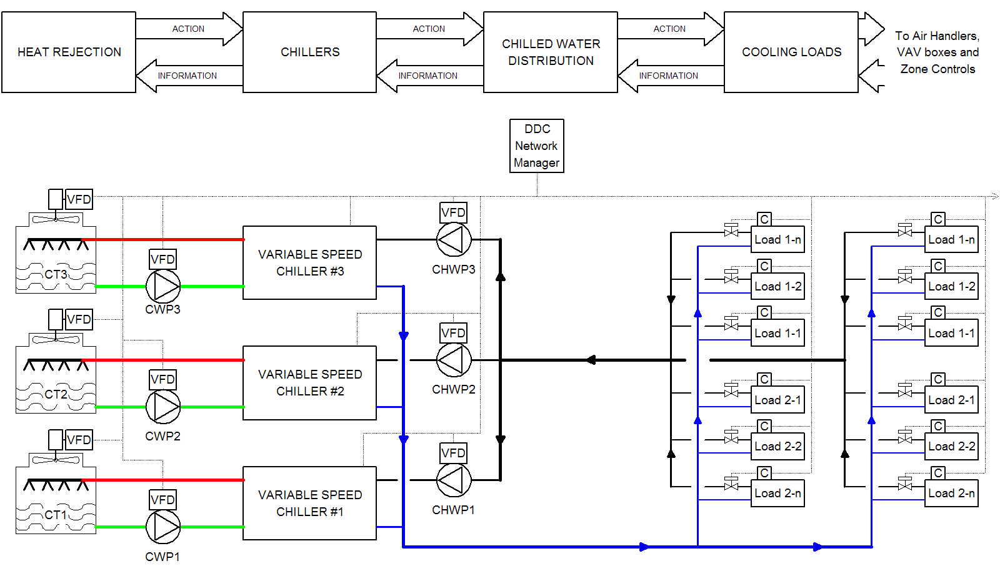 HEAT REJECTION
ACTION
INFORMATION
CHILLERS
ACTION
INFORMATION
CHILLED WATER
DISTRIBUTION
ACTION
INFORMATION
COOLING LOADS
To Air Handlers,
VAV boxes and
Zone Controls
DDC
Network
Manager
VFD
CT3
VFD
CWP3
VARIABLE SPEED
CHILLER #3
VFD
CHWP3
VFD
CT2
VFD
CWP2
VARIABLE SPEED
CHILLER #2
VFD
CHWP2
VFD
CT1
VFD
CWP1
VARIABLE SPEED
CHILLER #1
VFD
CHWP1
C
Load 1-n
C
Load 1-2
C
Load 1-1
C
Load 2-1
C
Load 2-2
C
Load 2-n
C
Load 1-n
C
Load 1-2
C
Load 1-1
C
Load 2-1
C
Load 2-2
C
Load 2-n